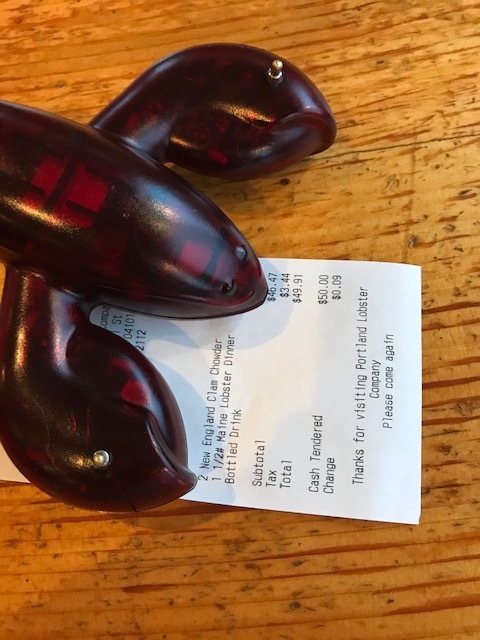 04101
2112
2 New England Clam Chowder
1 1/2# Maine Lobster Dinner
Bottled Drink
Subtotal $46.47
Tax $3.44
Total $49.91
Cash Tendered $50.00
Change $0.09
Thanks for visiting Portland Lobster
Company
Please come again